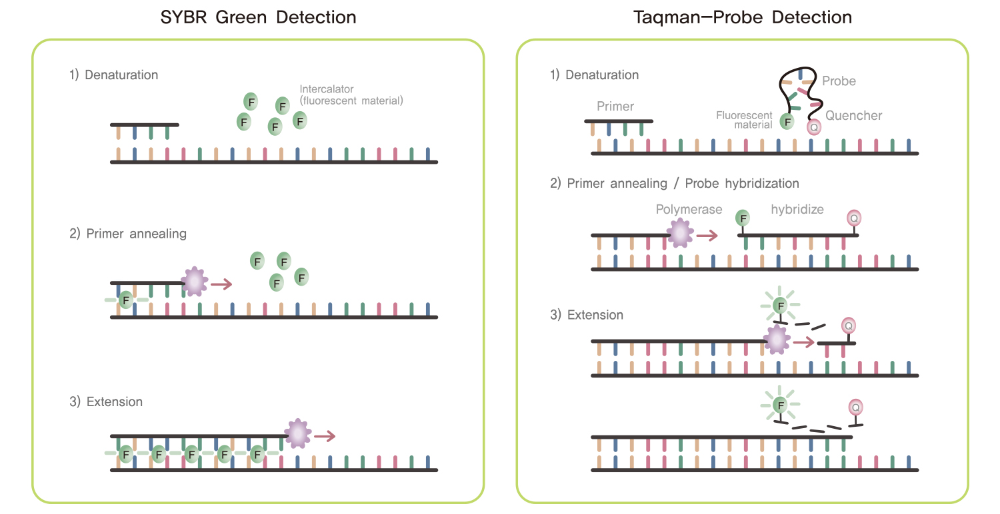 SYBR Green Detection
1) Denaturation
Intercalator
(fluorescent material)
F
F
F
F
F
2) Primer annealing
F
F
F
F
F
3) Extension
F
F
F
F
F
Taqman–Probe Detection
1) Denaturation
Probe
Primer
Fluorescent
material
Quencher
F
Q
2) Primer annealing / Probe hybridization
Polymerase
hybridize
F
Q
3) Extension
F
Q
F
Q